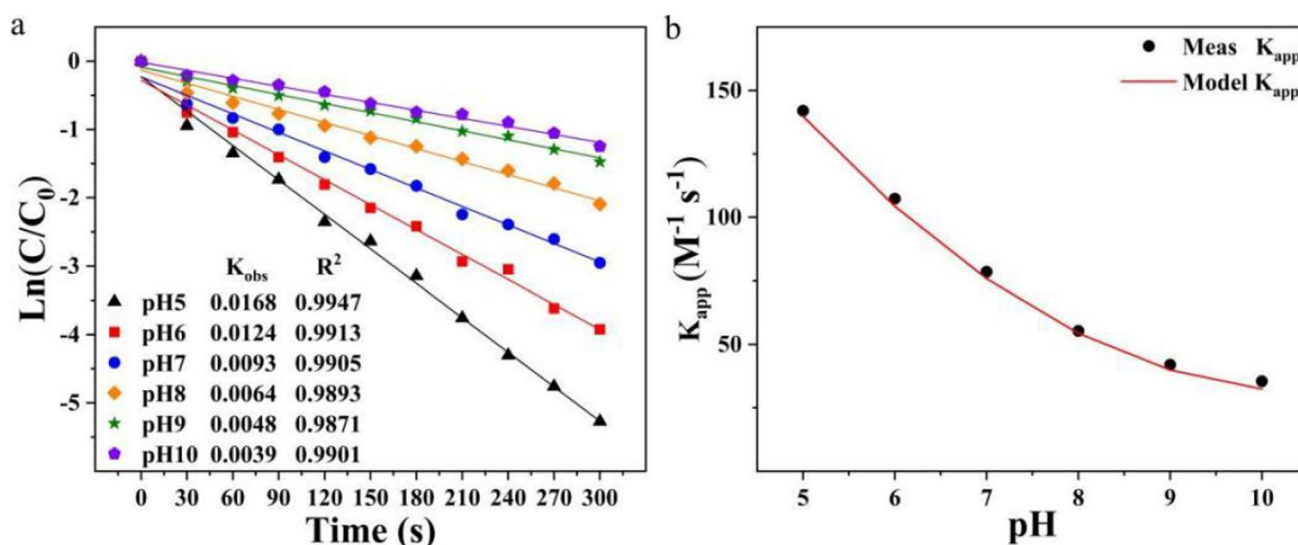 a
Ln(C/C0)
0
-1
-2
-3
-4
-5
Kobs R2
pH5 0.0168 0.9947
pH6 0.0124 0.9913
pH7 0.0093 0.9905
pH8 0.0064 0.9893
pH9 0.0048 0.9871
pH10 0.0039 0.9901
0 30 60 90 120 150 180 210 240 270 300
Time (s)
b
Kapp (M-1 s-1)
150
100
50
Meas Kapp
Model Kapp
5 6 7 8 9 10
pH